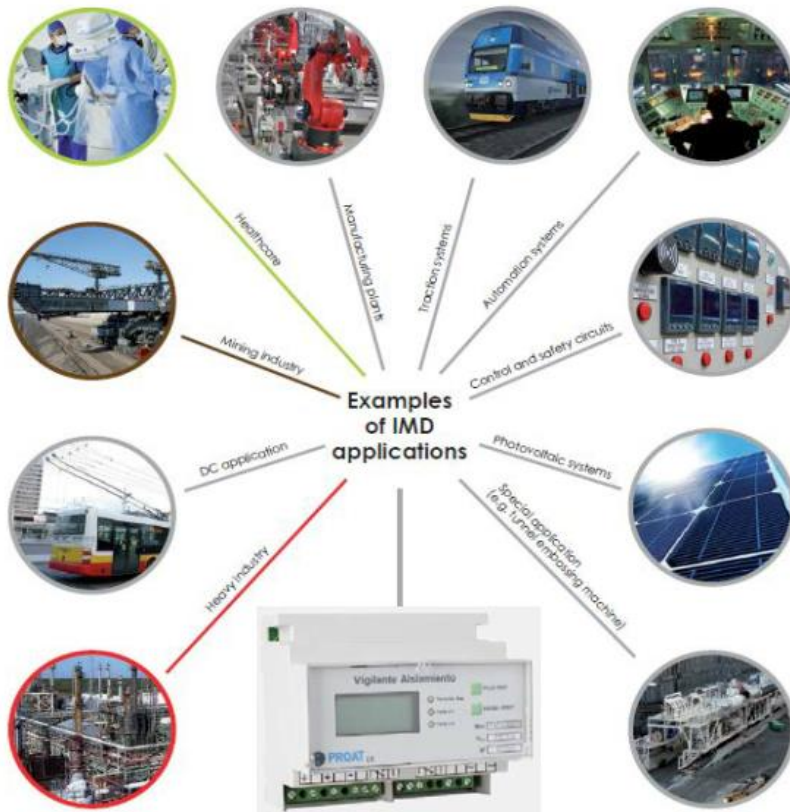 Healthcare
Manufacturing plants
Traction systems
Automation systems
Mining industry
Control and safety circuits
Examples
of IMD
applications
DC application
Photovoltaic systems
Special application
(e.g. tunnel embossing machine)
Heavy industry
Vigilante Aislamiento
PROAT